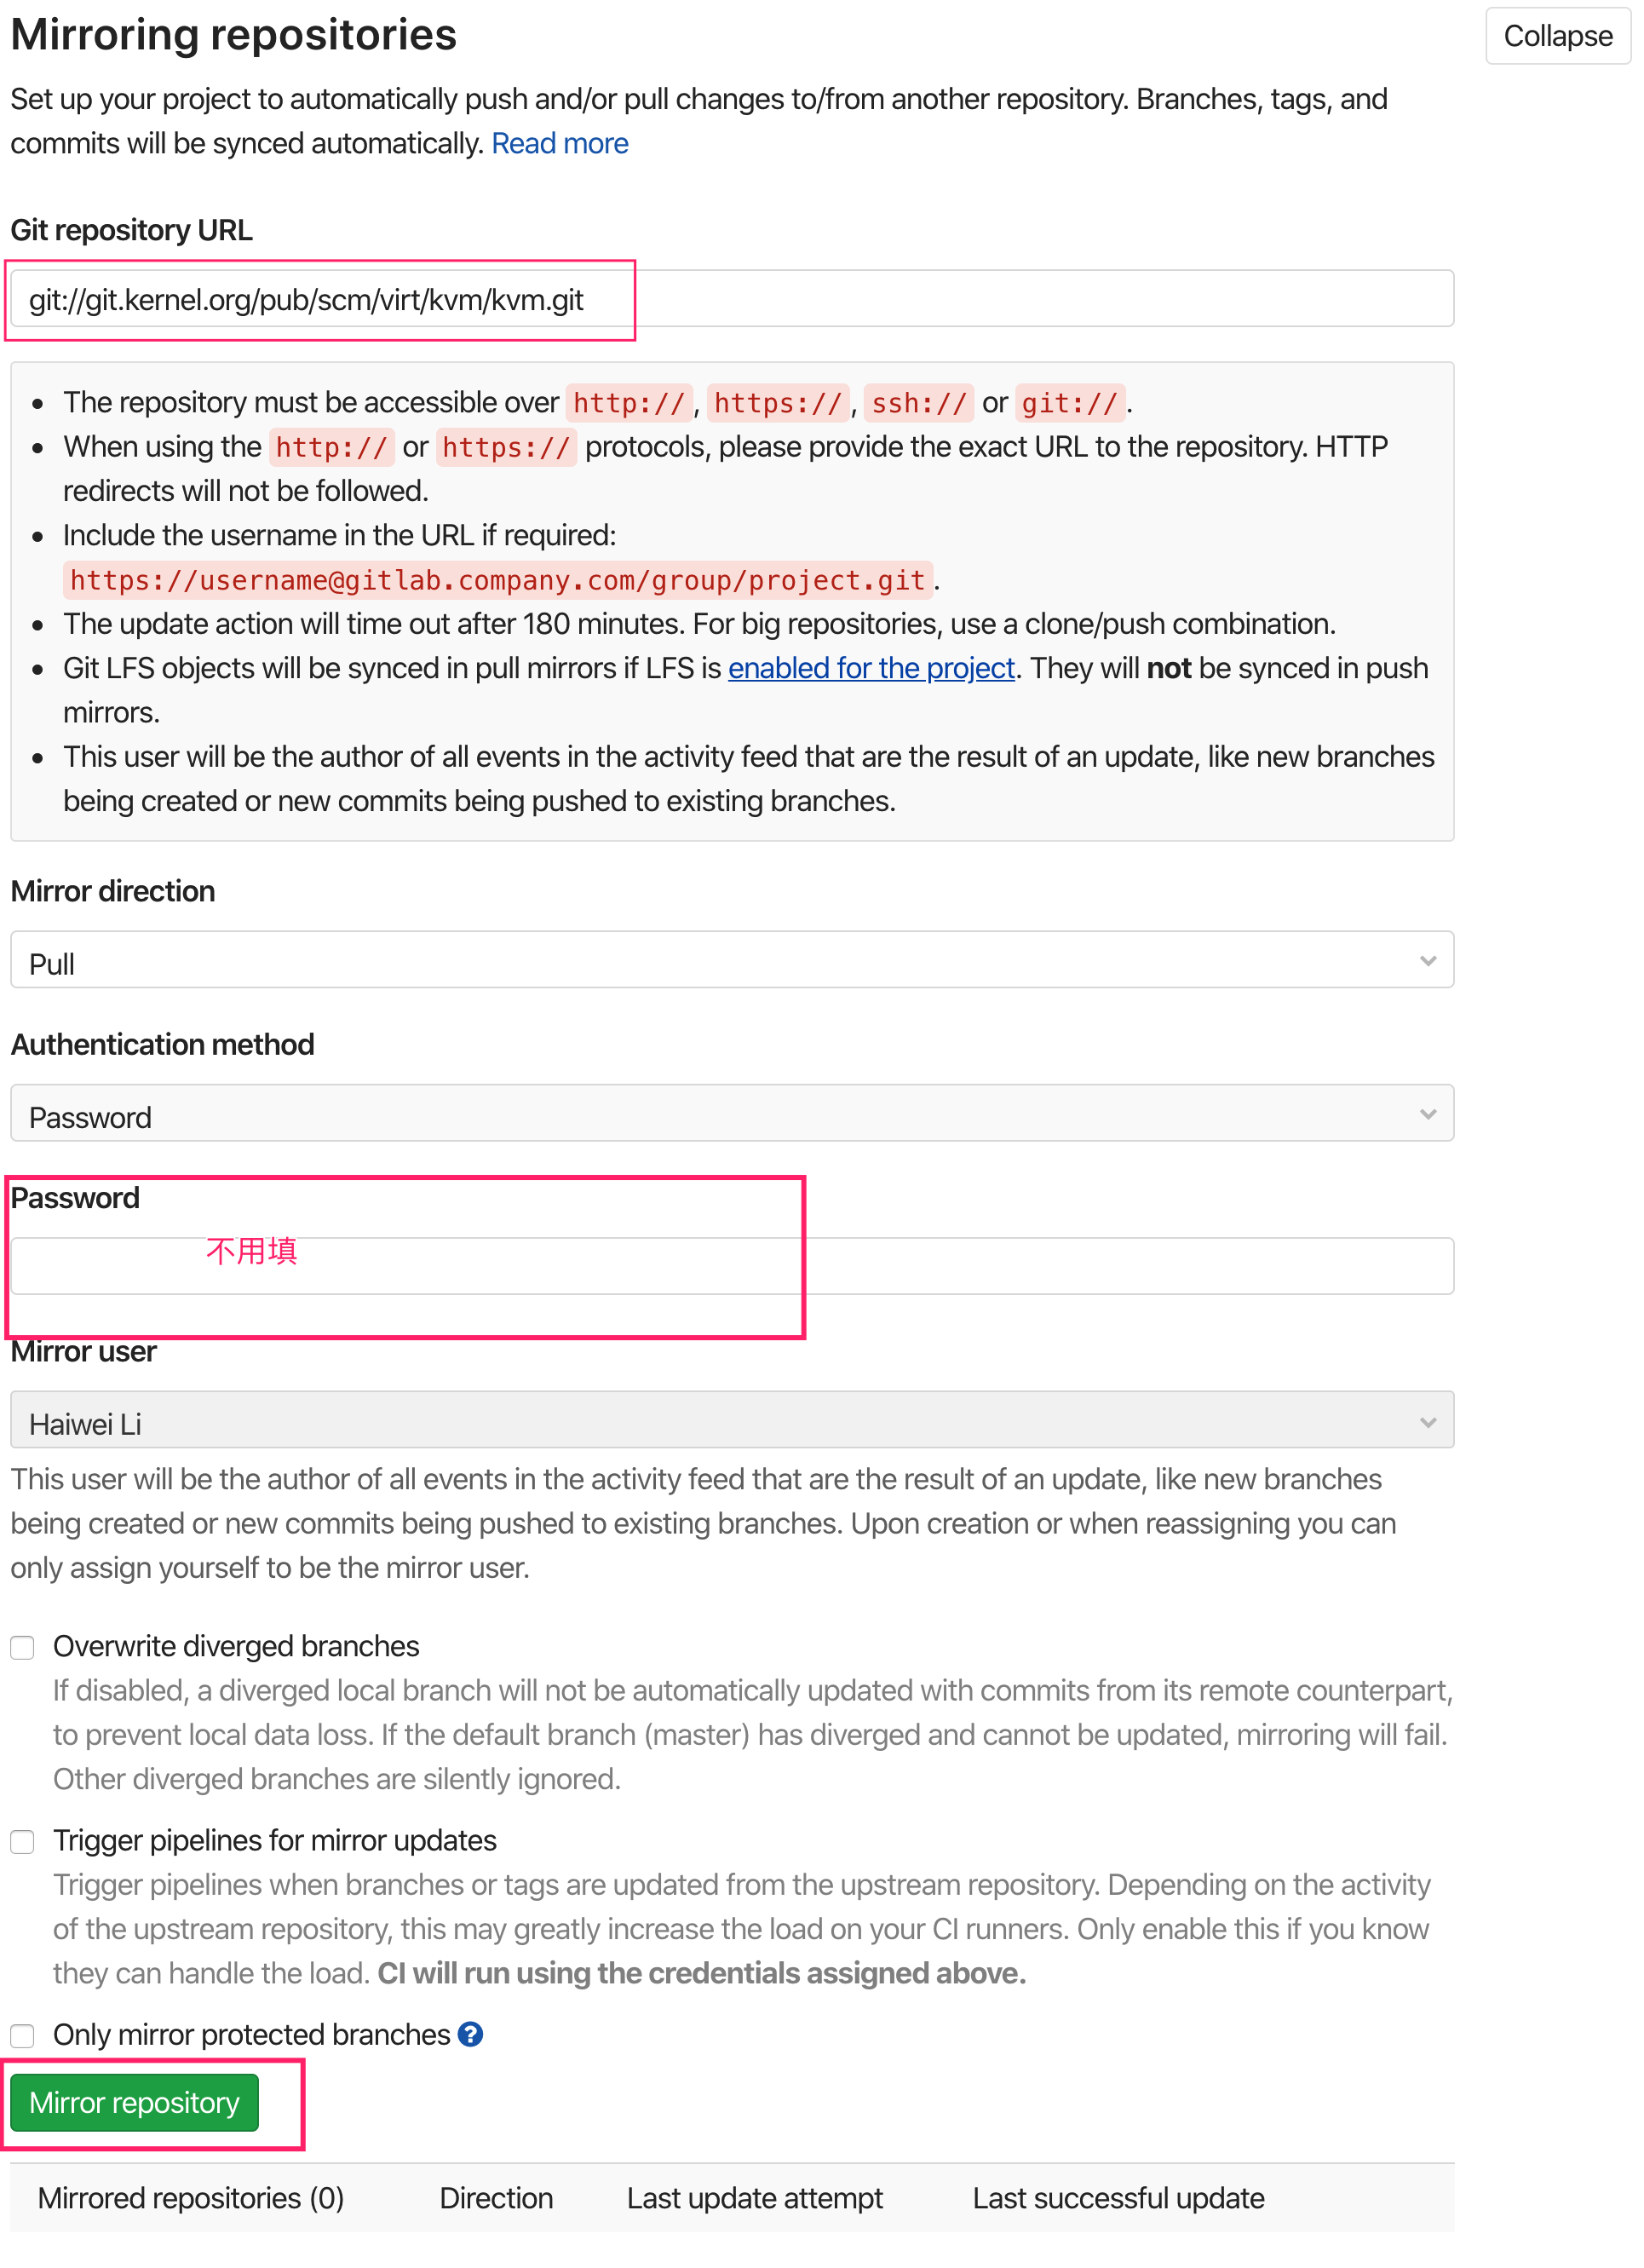 Mirroring repositories
Collapse
Set up your project to automatically push and/or pull changes to/from another repository. Branches, tags, and
commits will be synced automatically. Read more
Git repository URL
git://git.kernel.org/pub/scm/virt/kvm/kvm.git
• The repository must be accessible over http://, https://, ssh:// or git://.
• When using the http:// or https:// protocols, please provide the exact URL to the repository. HTTP
redirects will not be followed.
• Include the username in the URL if required:
https://username@gitlab.company.com/group/project.git.
• The update action will time out after 180 minutes. For big repositories, use a clone/push combination.
• Git LFS objects will be synced in pull mirrors if LFS is enabled for the project. They will not be synced in push
mirrors.
• This user will be the author of all events in the activity feed that are the result of an update, like new branches
being created or new commits being pushed to existing branches.
Mirror direction
Pull
Authentication method
Password
Password
不用填
Mirror user
Haiwei Li
This user will be the author of all events in the activity feed that are the result of an update, like new branches
being created or new commits being pushed to existing branches. Upon creation or when reassigning you can
only assign yourself to be the mirror user.
Overwrite diverged branches
If disabled, a diverged local branch will not be automatically updated with commits from its remote counterpart,
to prevent local data loss. If the default branch (master) has diverged and cannot be updated, mirroring will fail.
Other diverged branches are silently ignored.
Trigger pipelines for mirror updates
Trigger pipelines when branches or tags are updated from the upstream repository. Depending on the activity
of the upstream repository, this may greatly increase the load on your CI runners. Only enable this if you know
they can handle the load. CI will run using the credentials assigned above.
Only mirror protected branches ?
Mirror repository
Mirrored repositories (0) Direction Last update attempt Last successful update